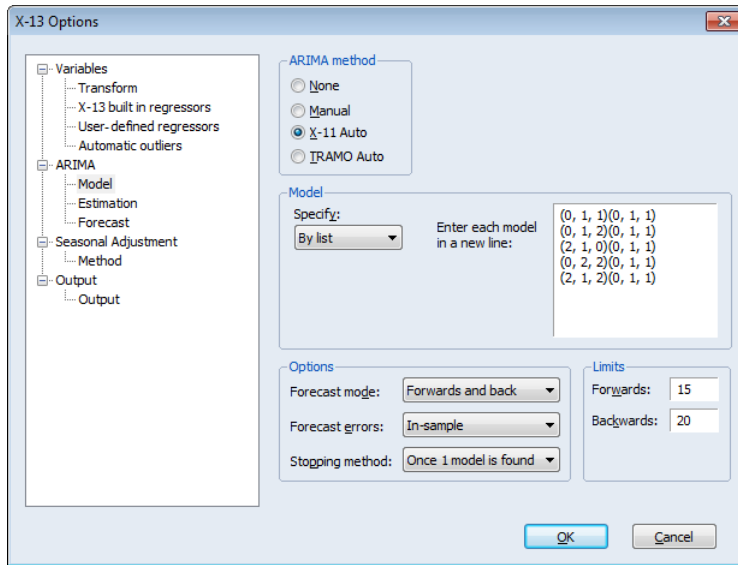 X-13 Options
Variables
Transform
X-13 built in regressors
User-defined regressors
Automatic outliers
ARIMA
Model
Estimation
Forecast
Seasonal Adjustment
Method
Output
Output
ARIMA method
None
Manual
X-11 Auto
TRAMO Auto
Model
Specify:
By list
Enter each model
in a new line:
(0, 1, 1)(0, 1, 1)
(0, 1, 2)(0, 1, 1)
(2, 1, 0)(0, 1, 1)
(0, 2, 2)(0, 1, 1)
(2, 1, 2)(0, 1, 1)
Options
Forecast mode: Forwards and back
Forecast errors: In-sample
Stopping method: Once 1 model is found
Limits
Forwards: 15
Backwards: 20
OK Cancel